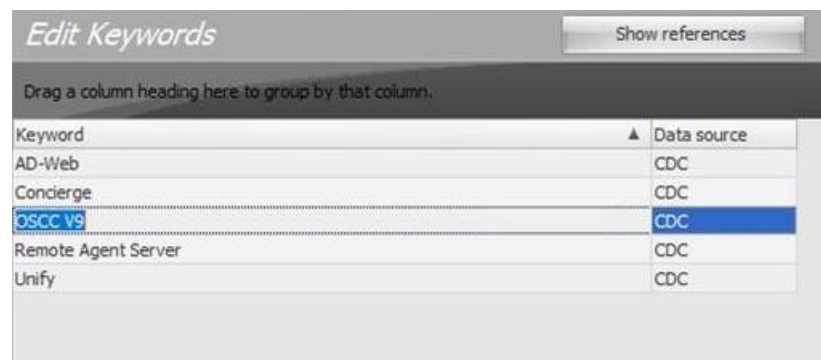 Edit Keywords Show references
Drag a column heading here to group by that column.
Keyword ▲ Data source
AD-Web CDC
Concierge CDC
OSCC V9 CDC
Remote Agent Server CDC
Unify CDC